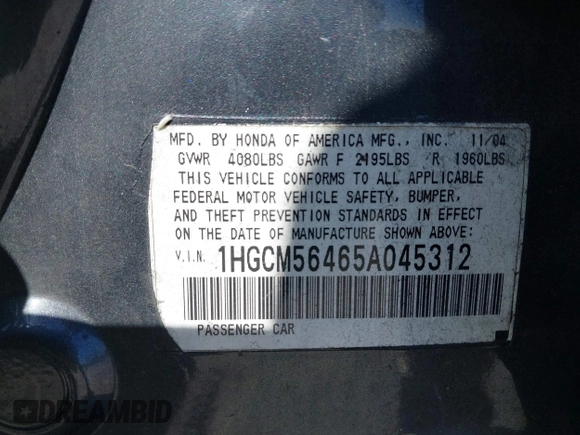 MFD. BY HONDA OF AMERICA MFG., INC. 11/04
GVWR 4080LBS GAWR F 2195LBS R 1960LBS
THIS VEHICLE CONFORMS TO ALL APPLICABLE
FEDERAL MOTOR VEHICLE SAFETY, BUMPER,
AND THEFT PREVENTION STANDARDS IN EFFECT
ON THE DATE OF MANUFACTURE SHOWN ABOVE:
V.I.N. 1HGCM56465A045312
PASSENGER CAR
DREAMBID